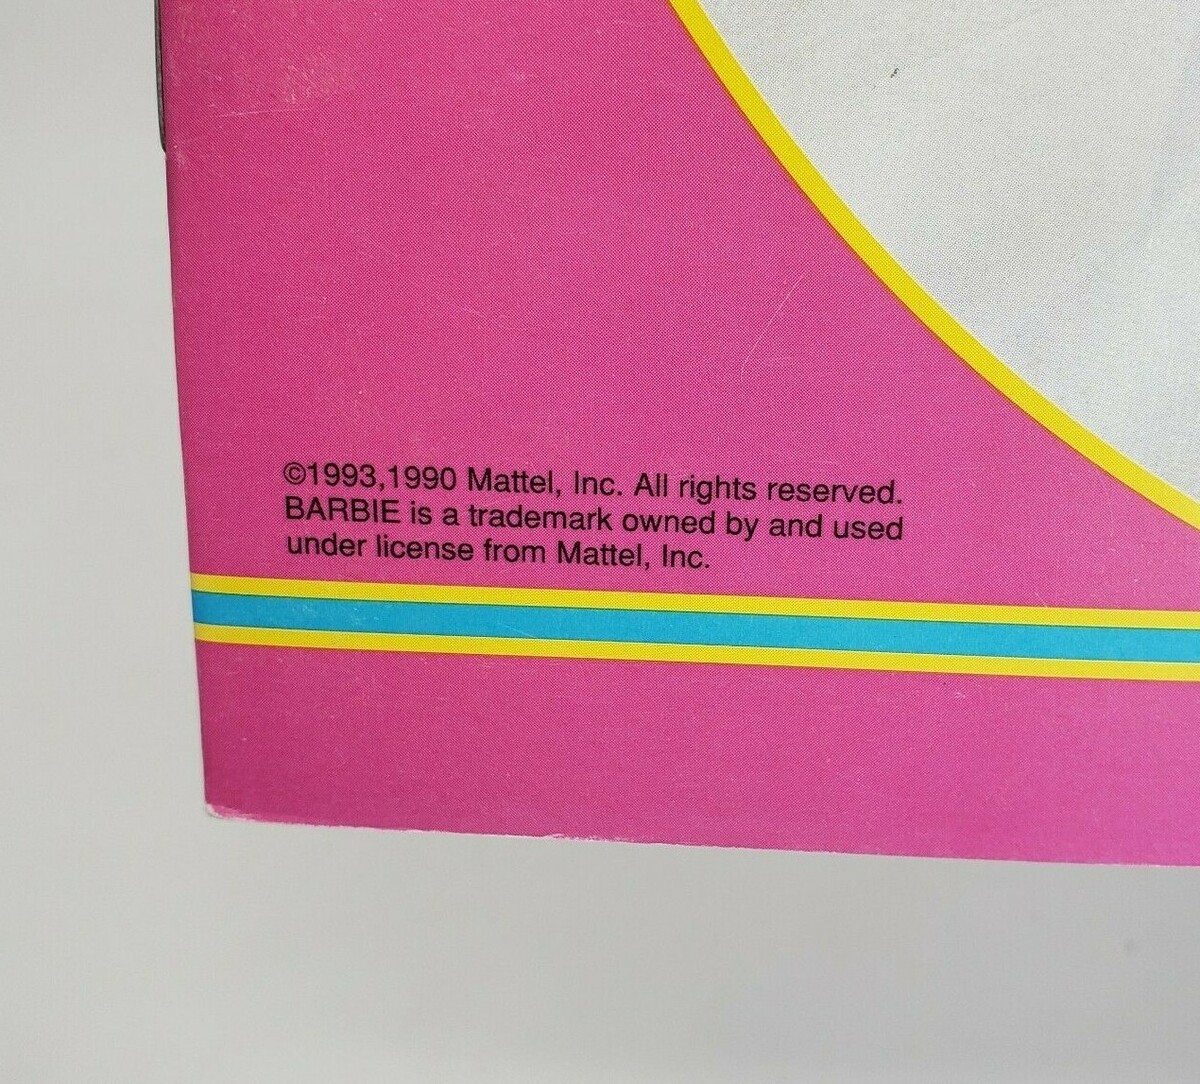 ©1993,1990 Mattel, Inc. All rights reserved.
BARBIE is a trademark owned by and used
under license from Mattel, Inc.